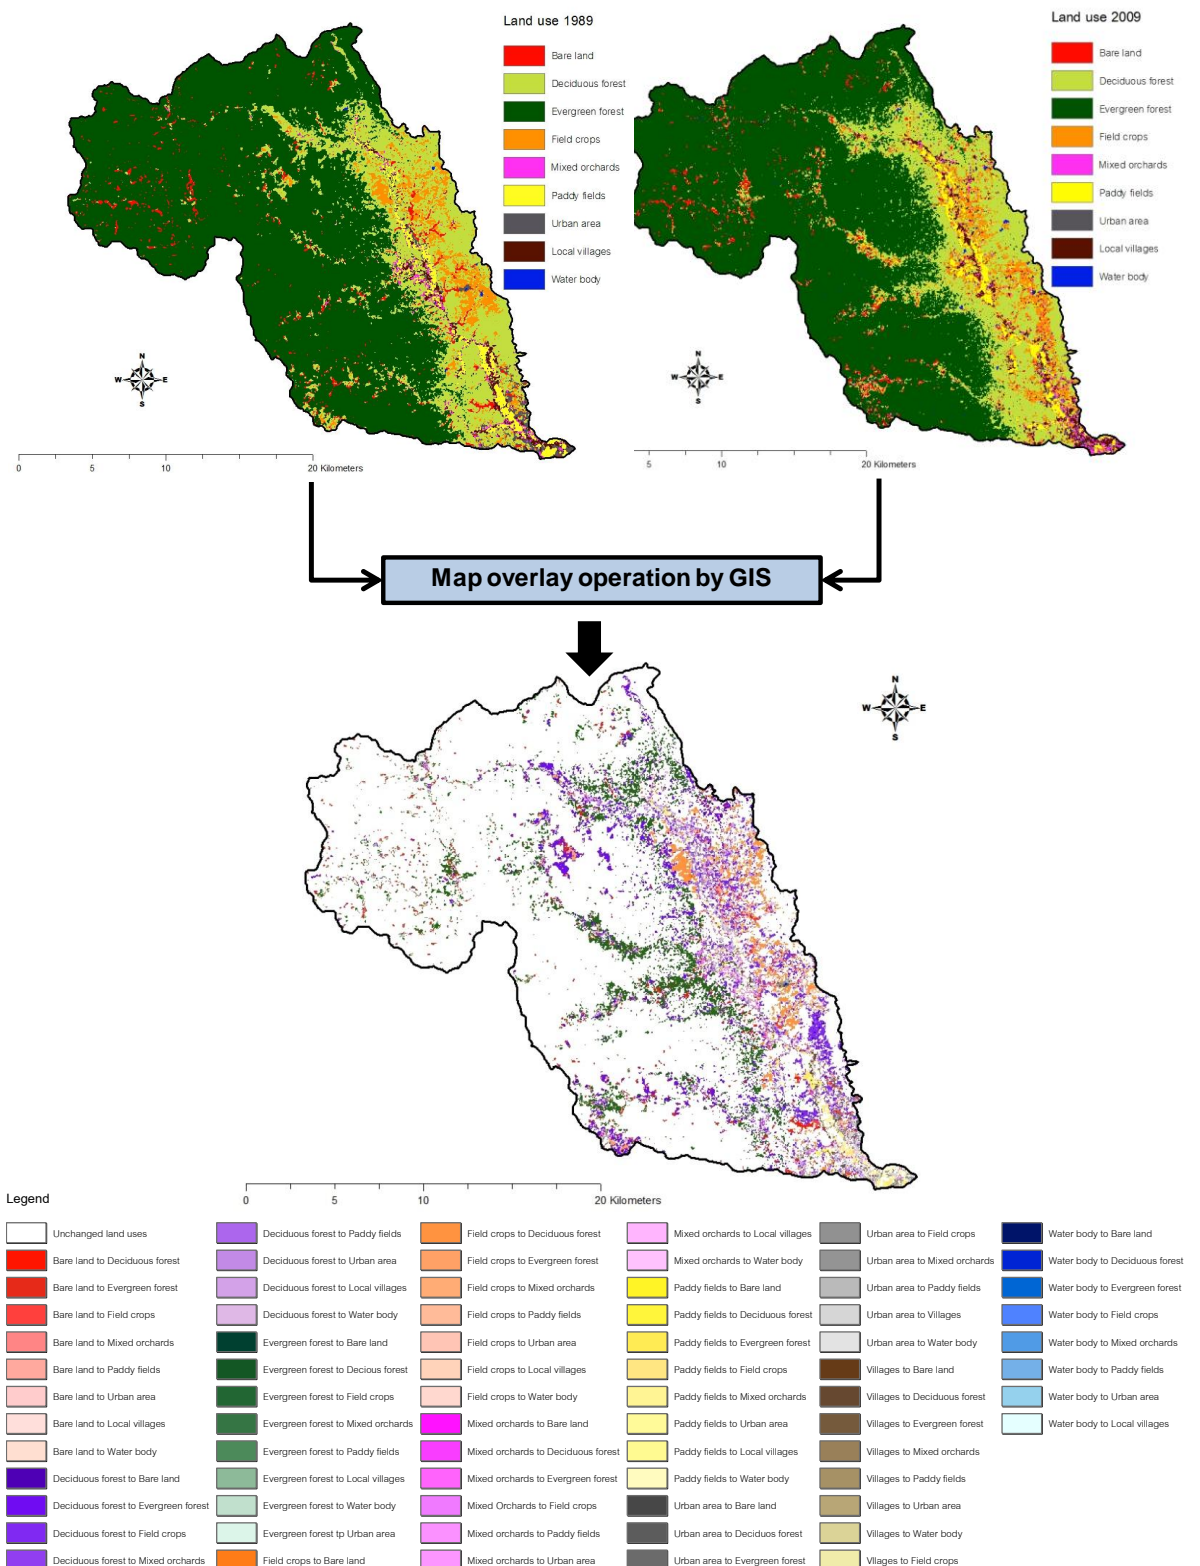 Land use 1989
Bare land
Deciduous forest
Evergreen forest
Field crops
Mixed orchards
Paddy fields
Urban area
Local villages
Water body
N
W E
S
0 5 10 20 Kilometers
Land use 2009
Bare land
Deciduous forest
Evergreen forest
Field crops
Mixed orchards
Paddy fields
Urban area
Local villages
Water body
N
W E
S
5 10 20 Kilometers
Map overlay operation by GIS
N
W E
S
0 5 10 20 Kilometers
Legend
Unchanged land uses
Bare land to Deciduous forest
Bare land to Evergreen forest
Bare land to Field crops
Bare land to Mixed orchards
Bare land to Paddy fields
Bare land to Urban area
Bare land to Local villages
Bare land to Water body
Deciduous forest to Bare land
Deciduous forest to Evergreen forest
Deciduous forest to Field crops
Deciduous forest to Mixed orchards
Deciduous forest to Paddy fields
Deciduous forest to Urban area
Deciduous forest to Local villages
Deciduous forest to Water body
Evergreen forest to Bare land
Evergreen forest to Decious forest
Evergreen forest to Field crops
Evergreen forest to Mixed orchards
Evergreen forest to Paddy fields
Evergreen forest to Local villages
Evergreen forest to Water body
Evergreen forest tp Urban area
Field crops to Bare land
Field crops to Deciduous forest
Field crops to Evergreen forest
Field crops to Mixed orchards
Field crops to Paddy fields
Field crops to Urban area
Field crops to Local villages
Field crops to Water body
Mixed orchards to Bare land
Mixed orchards to Deciduous forest
Mixed orchards to Evergreen forest
Mixed Orchards to Field crops
Mixed orchards to Paddy fields
Mixed orchards to Urban area
Mixed orchards to Local villages
Mixed orchards to Water body
Paddy fields to Bare land
Paddy fields to Deciduous forest
Paddy fields to Evergreen forest
Paddy fields to Field crops
Paddy fields to Mixed orchards
Paddy fields to Urban area
Paddy fields to Local villages
Paddy fields to Water body
Urban area to Bare land
Urban area to Deciduos forest
Urban area to Evergreen forest
Urban area to Field crops
Urban area to Mixed orchards
Urban area to Paddy fields
Urban area to Villages
Urban area to Water body
Villages to Bare land
Villages to Deciduous forest
Villages to Evergreen forest
Villages to Mixed orchards
Villages to Paddy fields
Villages to Urban area
Villages to Water body
Villages to Field crops
Water body to Bare land
Water body to Deciduous forest
Water body to Evergreen forest
Water body to Field crops
Water body to Mixed orchards
Water body to Paddy fields
Water body to Urban area
Water body to Local villages